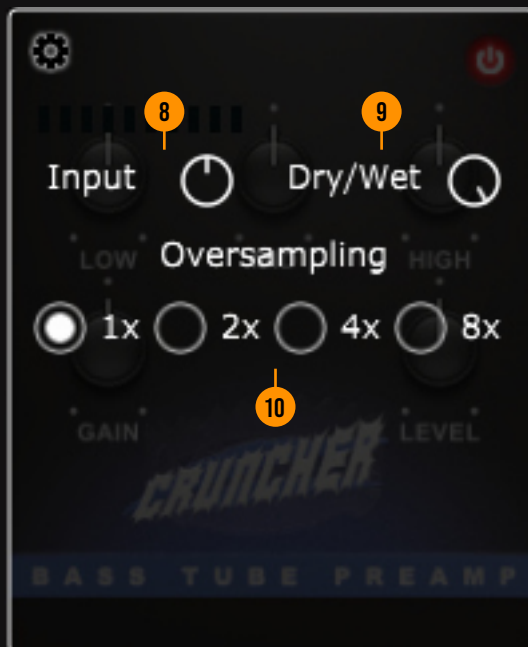 8 9
Input Dry/Wet
LOW HIGH
Oversampling
1x 2x 4x 8x
10
GAIN LEVEL
CRUNCHER
BASS TUBE PREAMP